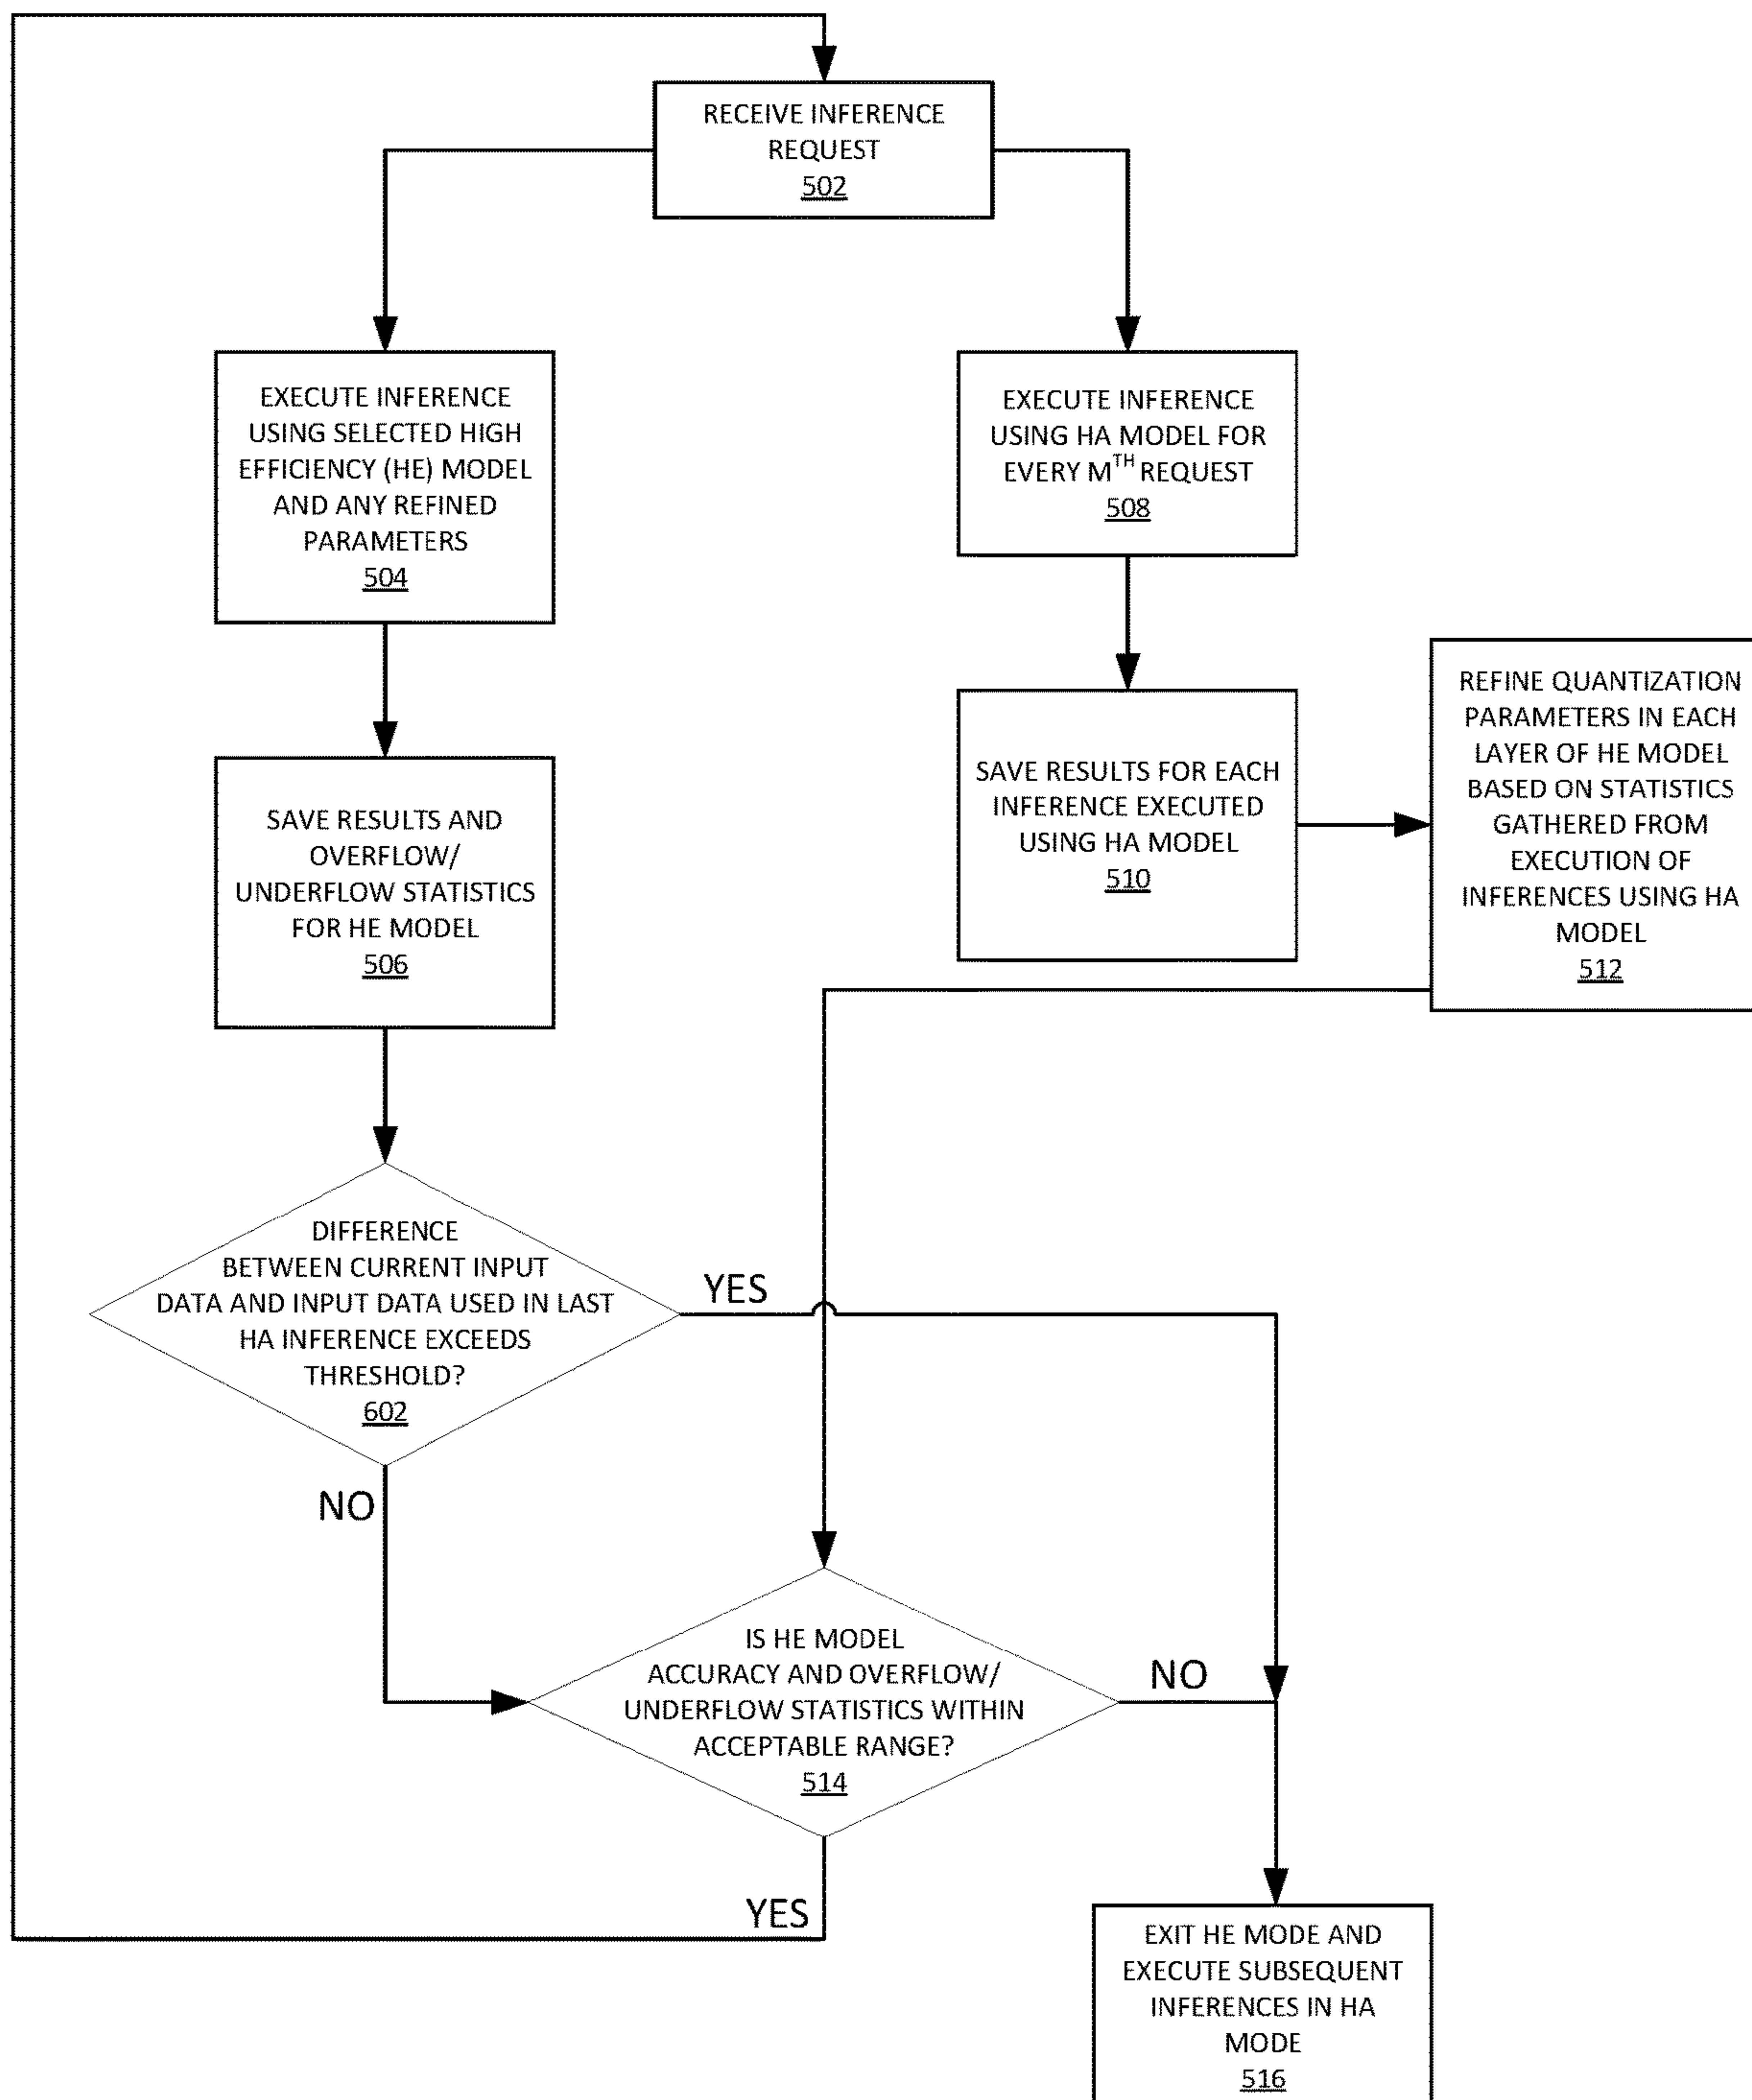 RECEIVE INFERENCE
REQUEST
502
EXECUTE INFERENCE
USING SELECTED HIGH
EFFICIENCY (HE) MODEL
AND ANY REFINED
PARAMETERS
504
EXECUTE INFERENCE
USING HA MODEL FOR
EVERY M^TH REQUEST
508
SAVE RESULTS AND
OVERFLOW/
UNDERFLOW STATISTICS
FOR HE MODEL
506
SAVE RESULTS FOR EACH
INFERENCE EXECUTED
USING HA MODEL
510
REFINE QUANTIZATION
PARAMETERS IN EACH
LAYER OF HE MODEL
BASED ON STATISTICS
GATHERED FROM
EXECUTION OF
INFERENCES USING HA
MODEL
512
DIFFERENCE
BETWEEN CURRENT INPUT
DATA AND INPUT DATA USED IN LAST
HA INFERENCE EXCEEDS
THRESHOLD?
602
YES
NO
IS HE MODEL
ACCURACY AND OVERFLOW/
UNDERFLOW STATISTICS WITHIN
ACCEPTABLE RANGE?
514
NO
YES
EXIT HE MODE AND
EXECUTE SUBSEQUENT
INFERENCES IN HA
MODE
516